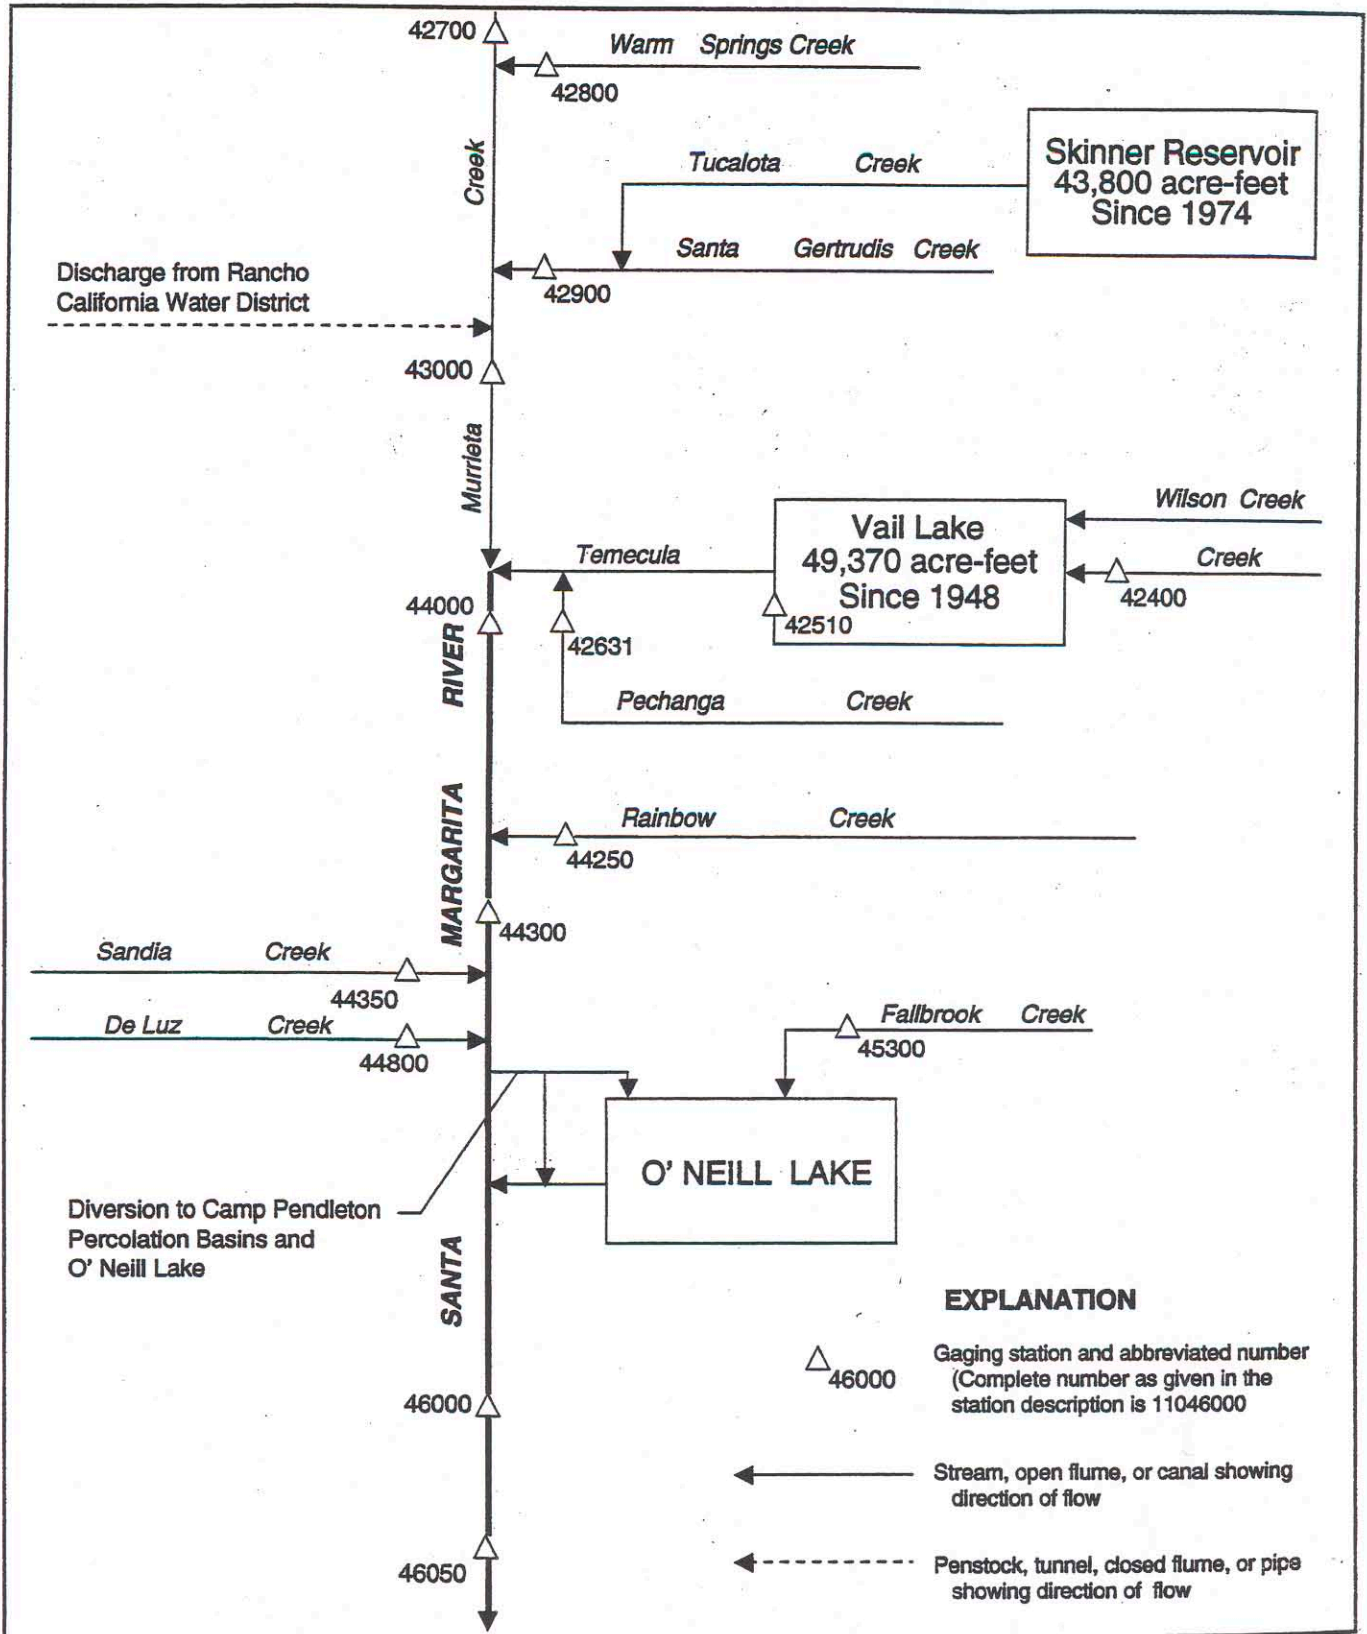 42700
Warm Springs Creek
42800
Creek
Tucalota Creek
Skinner Reservoir
43,800 acre-feet
Since 1974
Santa Gertrudis Creek
42900
Discharge from Rancho
California Water District
43000
Murrieta
Wilson Creek
Vail Lake
49,370 acre-feet
Since 1948
Temecula
Creek
42400
42510
44000
42631
RIVER
Pechanga Creek
MARGARITA
Rainbow Creek
44250
44300
Sandia Creek
44350
De Luz Creek
44800
Fallbrook Creek
45300
O' NEILL LAKE
Diversion to Camp Pendleton
Percolation Basins and
O' Neill Lake
SANTA
46000
46050
EXPLANATION
46000
Gaging station and abbreviated number
(Complete number as given in the
station description is 11046000
Stream, open flume, or canal showing
direction of flow
Penstock, tunnel, closed flume, or pipe
showing direction of flow